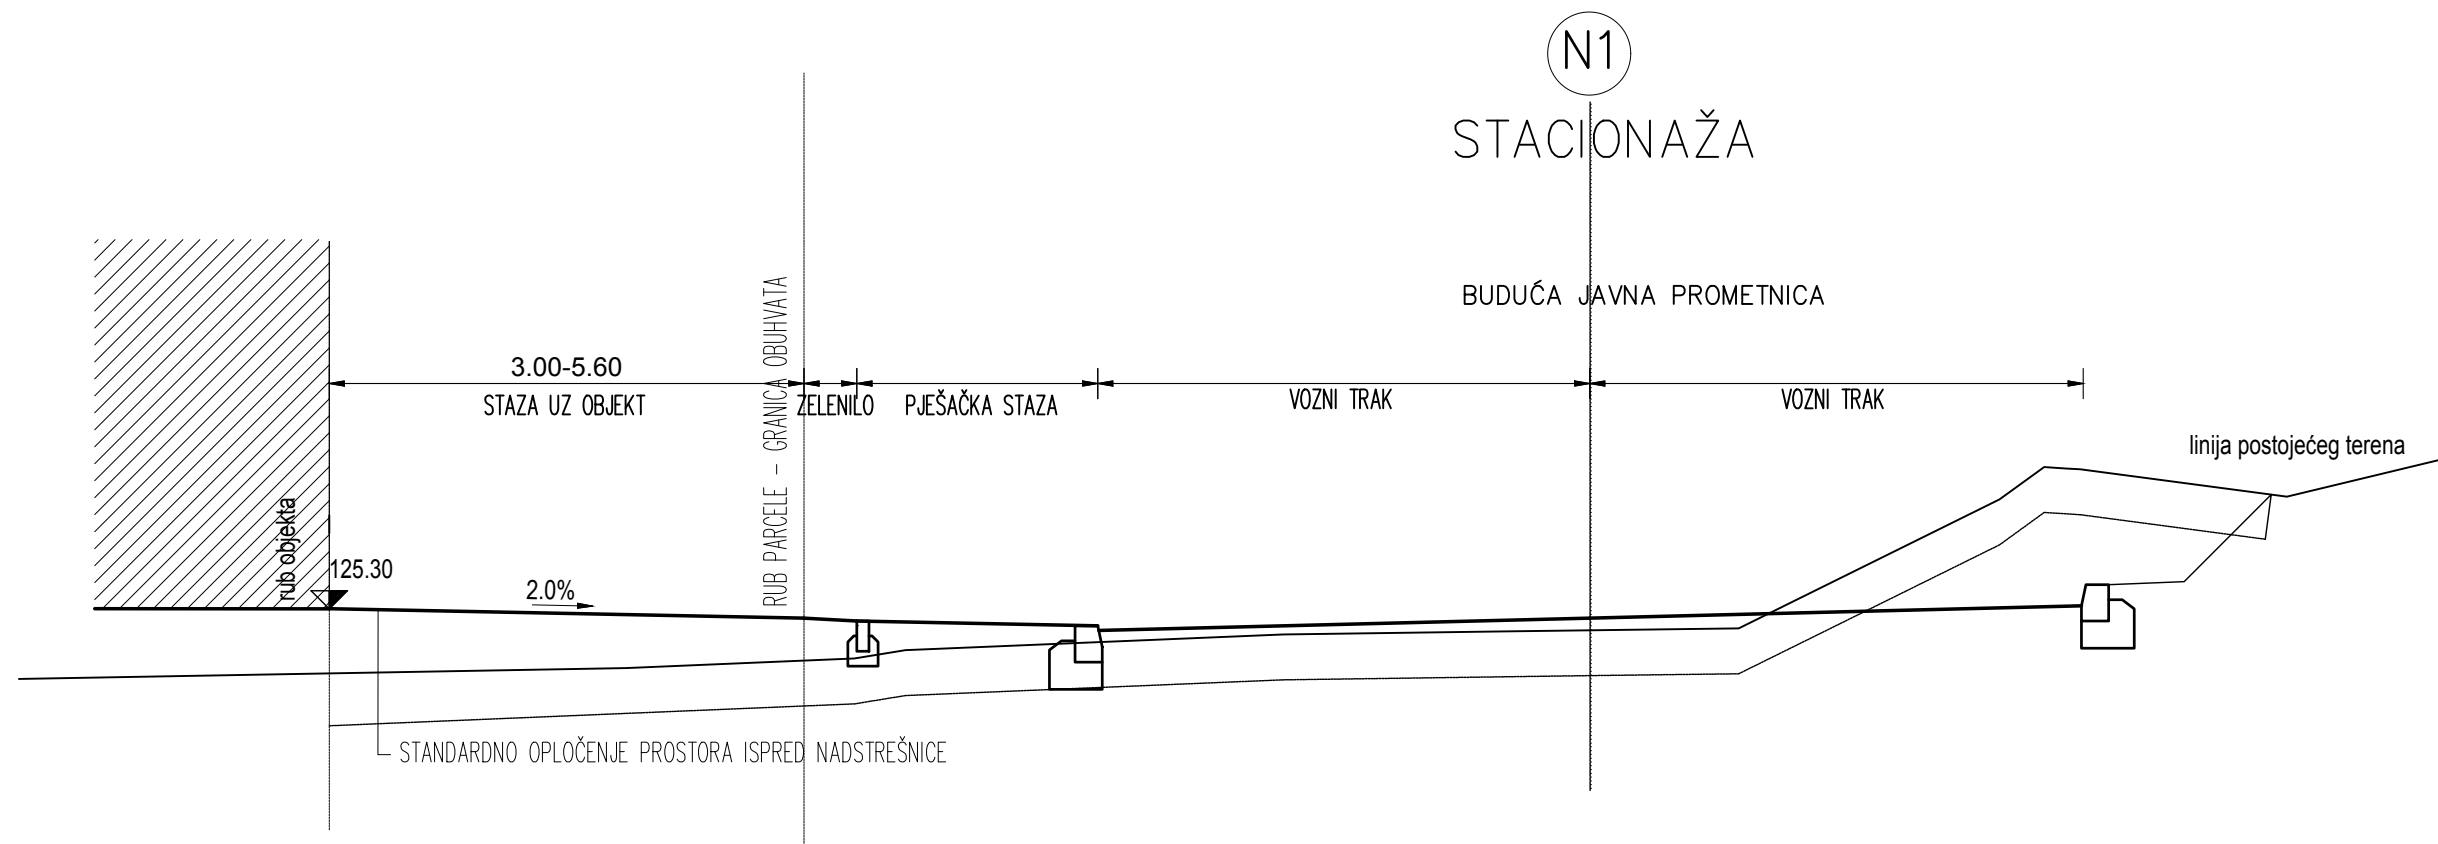 N1
STACIONAŽA
BUDUĆA JAVNA PROMETNICA
3.00-5.60
STAZA UZ OBJEKT
ZELENILO
PJEŠAČKA STAZA
VOZNI TRAK
VOZNI TRAK
RUB PARCELE - GRANICA OBUHVATA
linija postojećeg terena
rub objekta
125.30
2.0%
STANDARDNO OPLOČENJE PROSTORA ISPRED NADSTREŠNICE